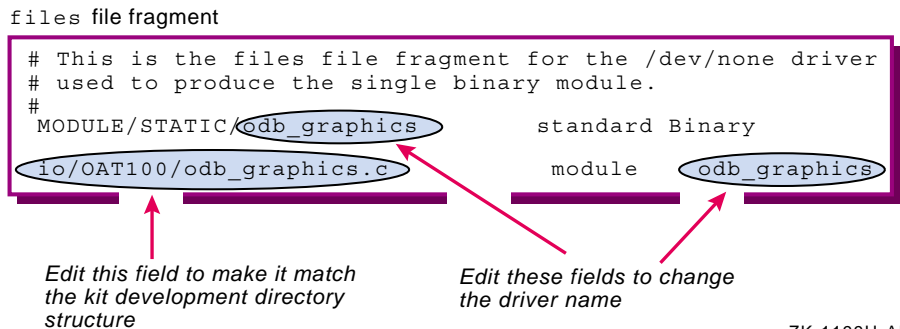 files file fragment
# This is the files file fragment for the /dev/none driver
# used to produce the single binary module.
#
MODULE/STATIC/odb_graphics standard Binary
io/OAT100/odb_graphics.c module odb_graphics
Edit this field to make it match
the kit development directory
structure
Edit these fields to change
the driver name